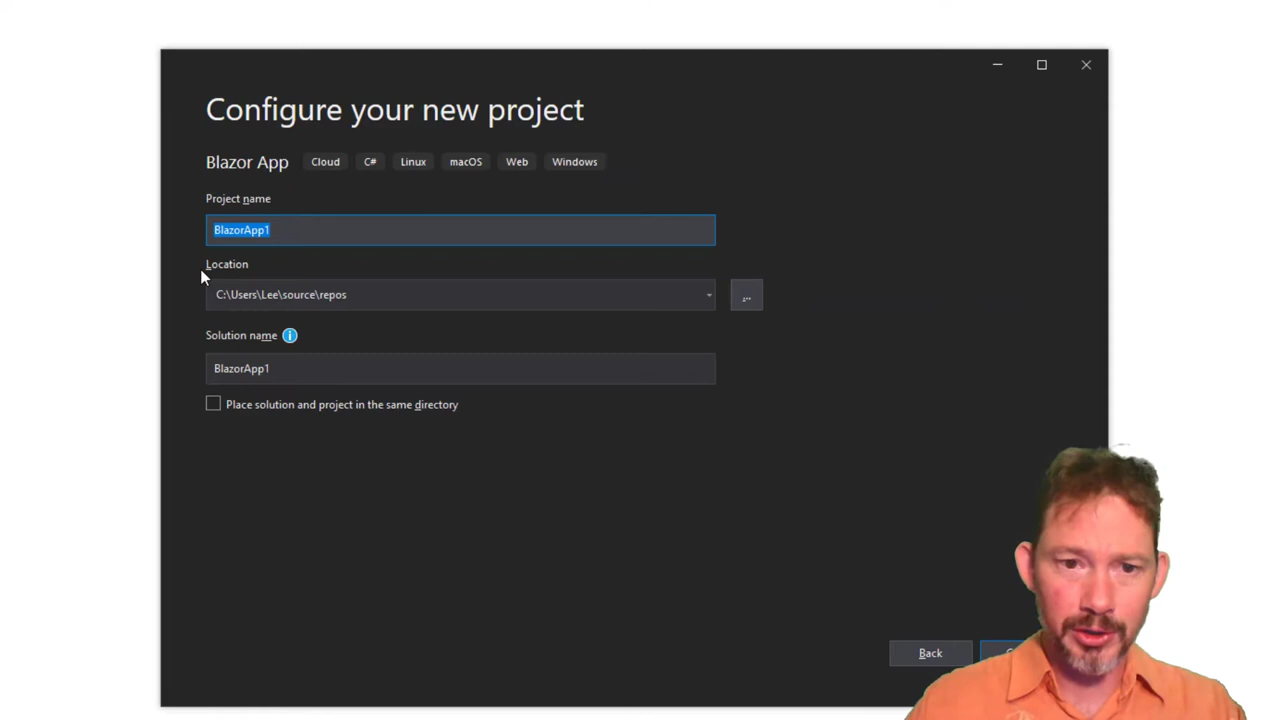 Configure your new project
Blazor App Cloud C# Linux macOS Web Windows
Project name
BlazorApp1
Location
C:\Users\Lee\source\repos
...
Solution name i
BlazorApp1
Place solution and project in the same directory
Back